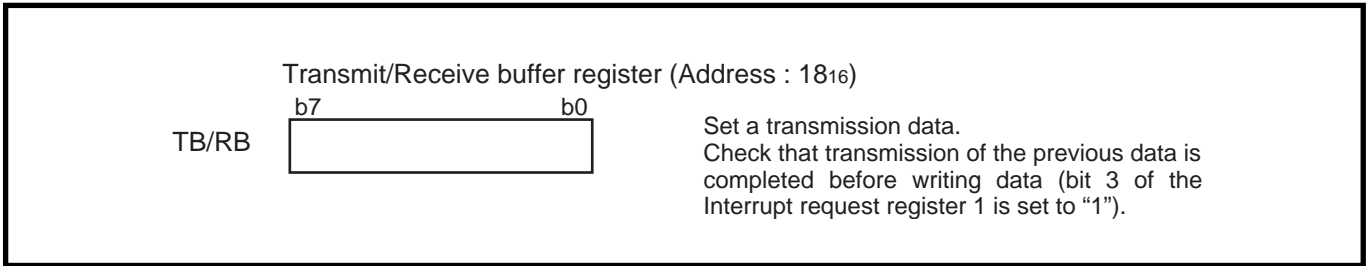 Transmit/Receive buffer register (Address : 1816)
b7 b0
TB/RB
Set a transmission data.
Check that transmission of the previous data is
completed before writing data (bit 3 of the
Interrupt request register 1 is set to “1”).